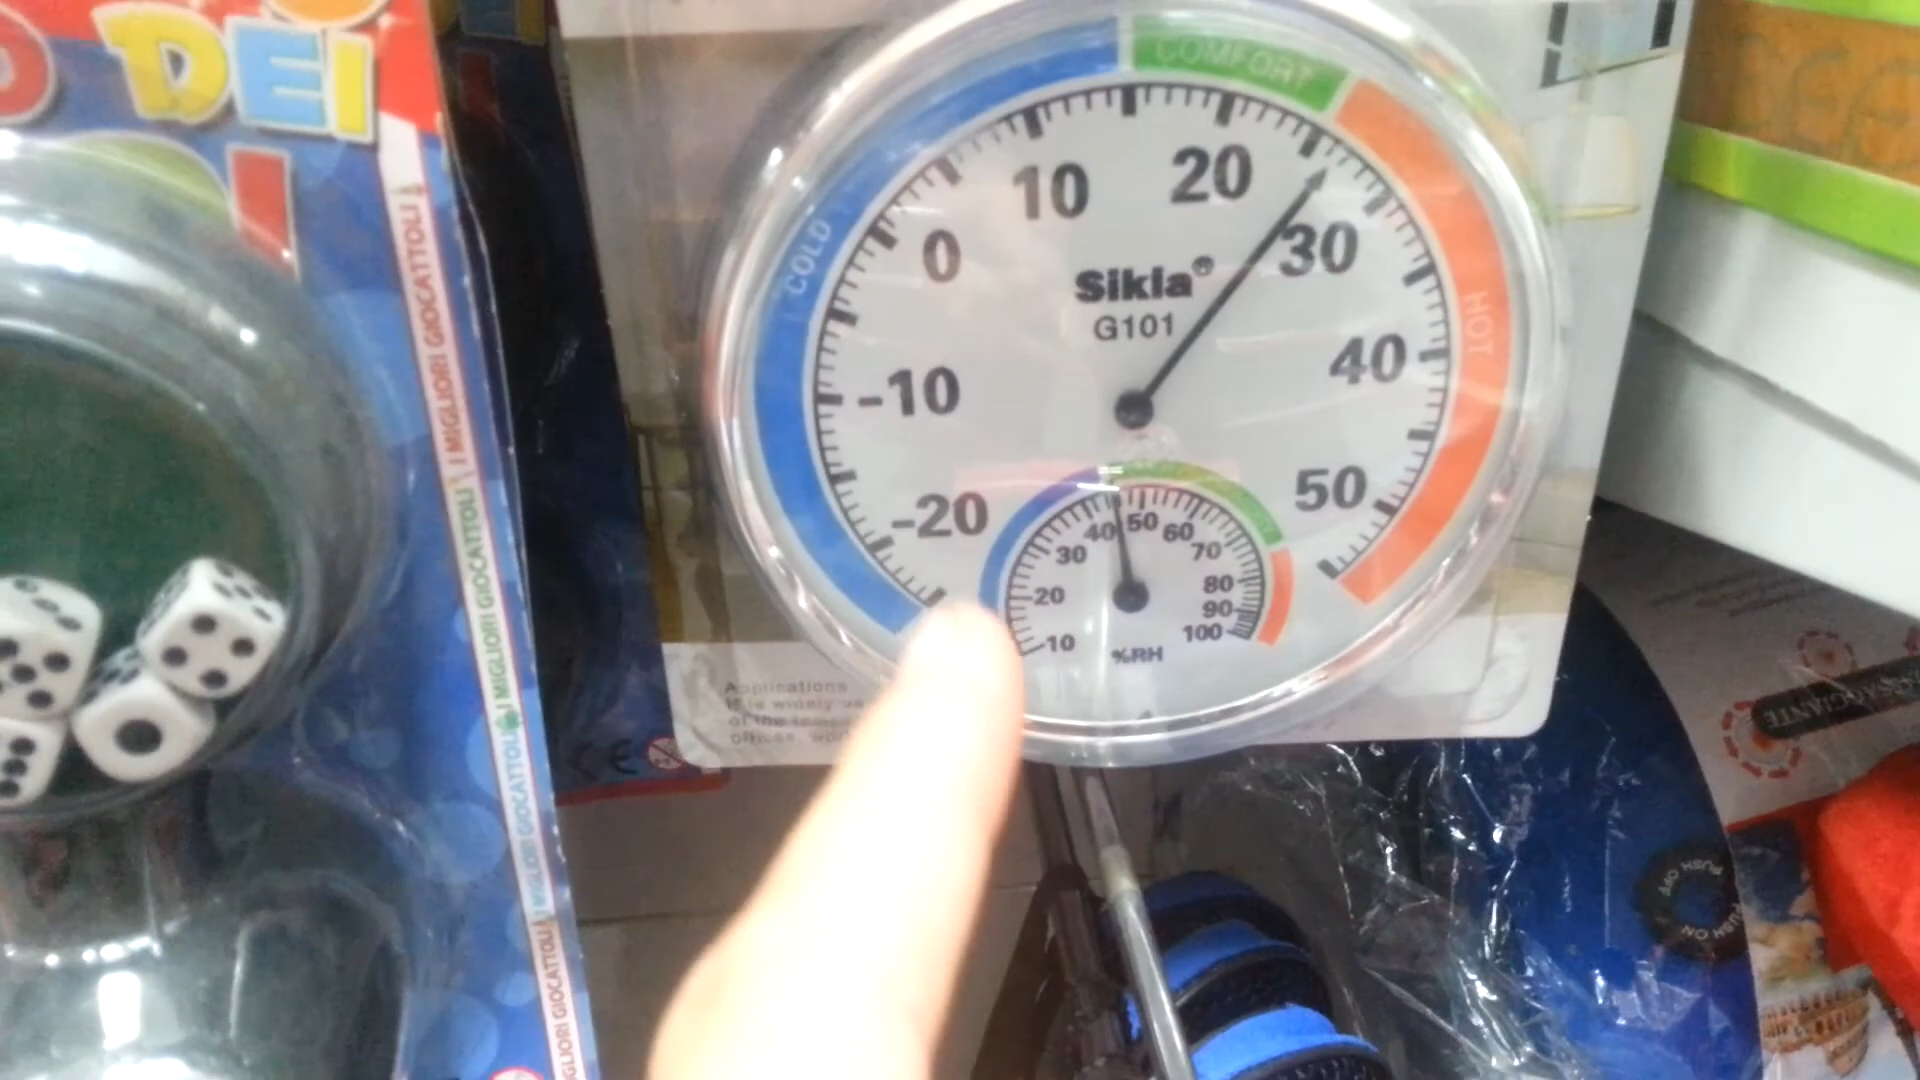 DEI
I MIGLIORI GIOCATTOLI
I MIGLIORI GIOCATTOLI
I MIGLIORI GIOCATTOLI
COLD
COMFORT
HOT
-20
-10
0
10
20
30
40
50
Sikla®
G101
10
20
30
40
50
60
70
80
90
100
%RH
Applications
CE
PUSH OFF
PUSH ON